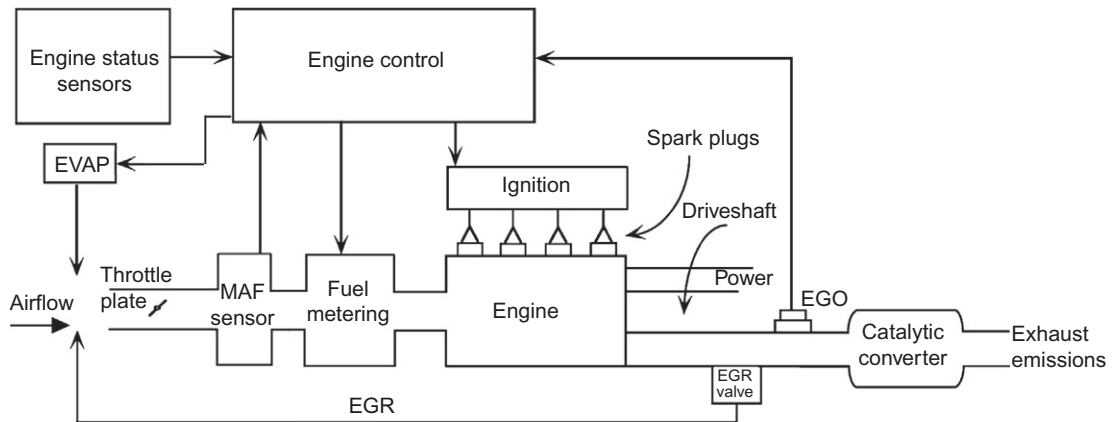 Engine status
sensors
Engine control
Spark plugs
EVAP
Ignition
Driveshaft
Throttle
plate
Airflow
MAF
sensor
Fuel
metering
Engine
Power
EGO
Catalytic
converter
Exhaust
emissions
EGR
valve
EGR